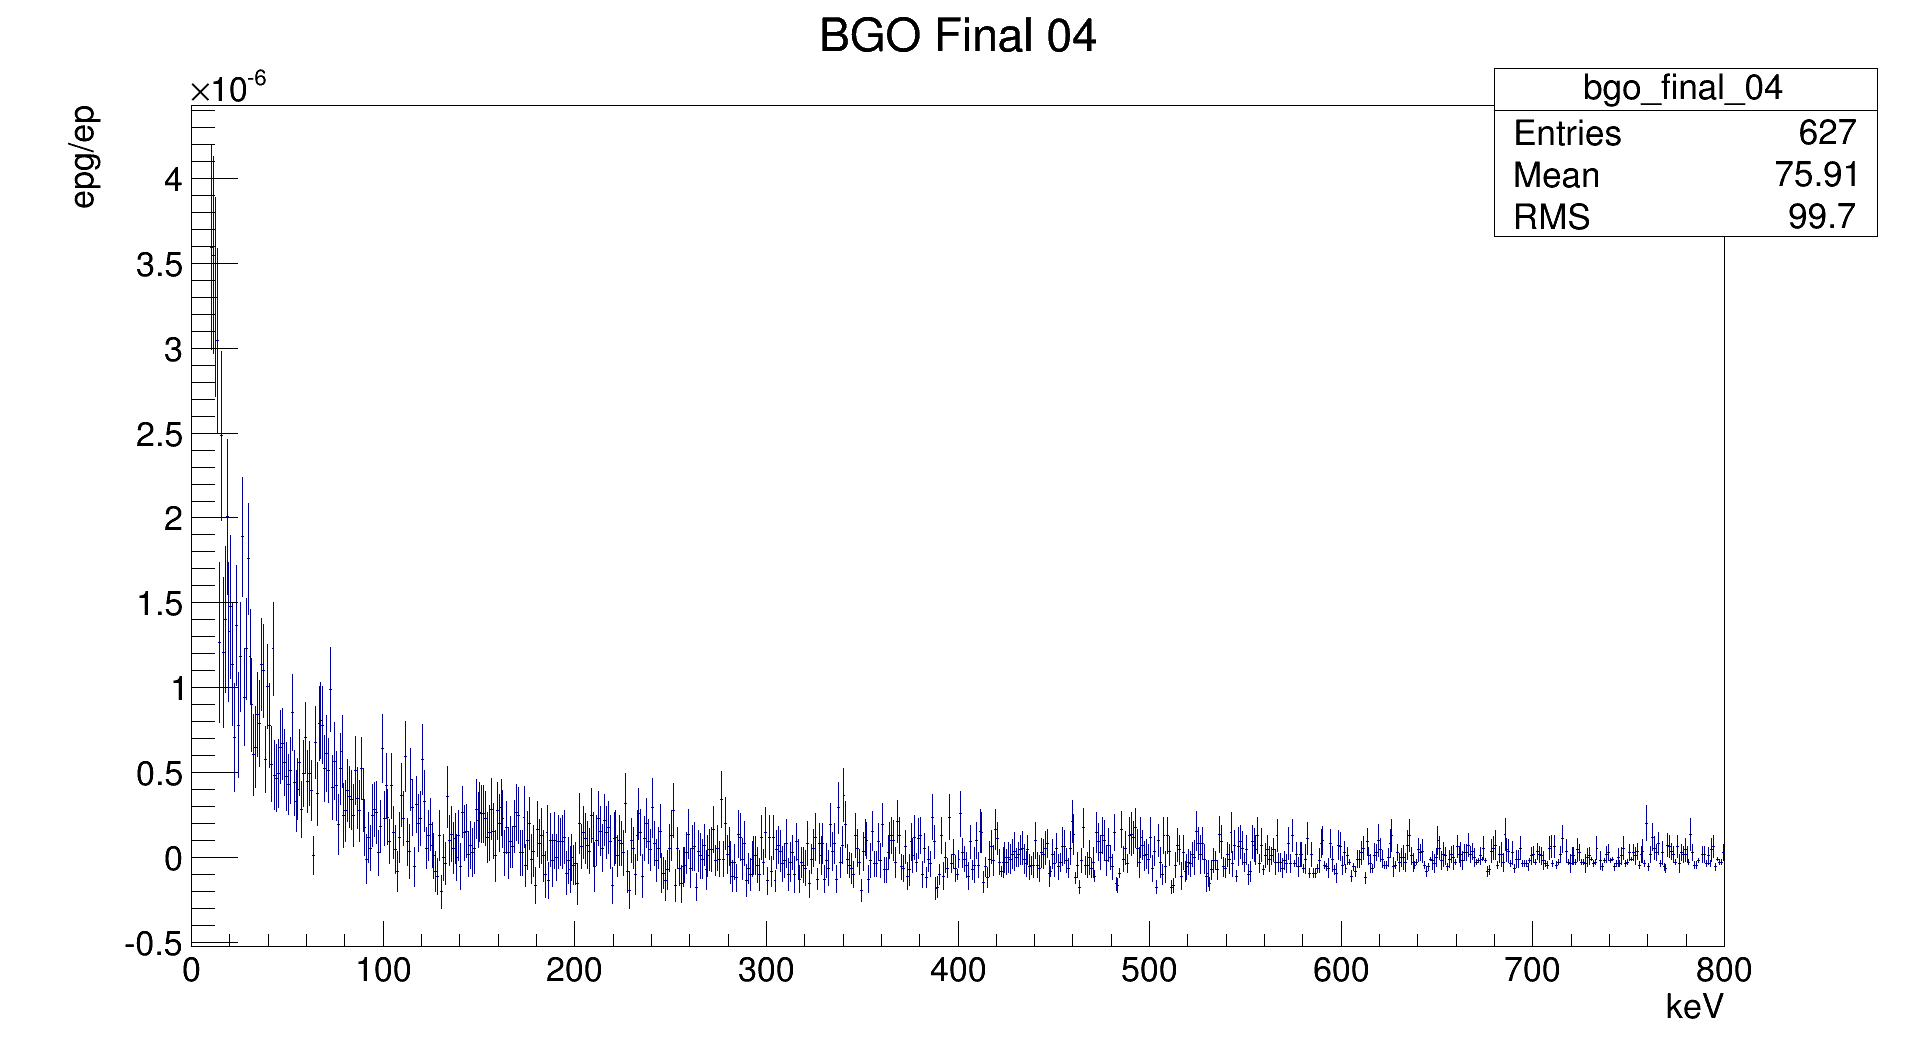 BGO Final 04
×10-6
epg/ep
bgo_final_04
Entries 627
Mean 75.91
RMS 99.7
4
3.5
3
2.5
2
1.5
1
0.5
0
-0.5
0 100 200 300 400 500 600 700 800
keV